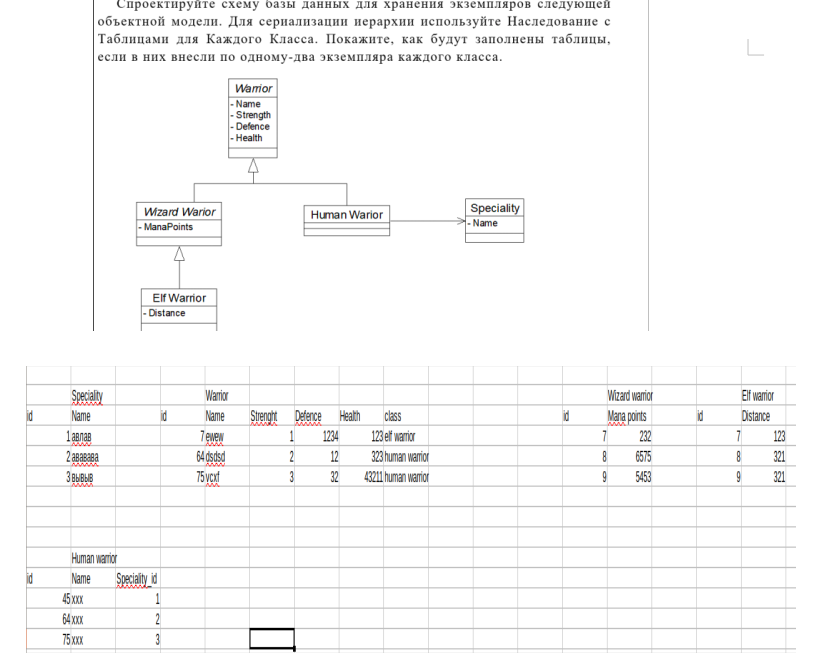 Спроектируйте схему базы данных для хранения экземпляров следующей
объектной модели. Для сериализации иерархии используйте Наследование с
Таблицами для Каждого Класса. Покажите, как будут заполнены таблицы,
если в них внесли по одному-два экземпляра каждого класса.
Warrior
- Name
- Strength
- Defence
- Health
Wizard Warior
- ManaPoints
Human Warior
Speciality
- Name
Elf Warrior
- Distance
Speciality Warrior Wizard warrior Elf warrior
id Name id Name Strenght Defence Health class id Mana points id Distance
1 авлав 7 ewew 1 1234 123 elf warrior 7 232 7 123
2 ававава 64 dsdsd 2 12 323 human warrior 8 6575 8 321
3 вывыв 75 vcxf 3 32 43211 human warrior 9 5453 9 321
Human warrior
id Name Speciality_id
45 xxx 1
64 xxx 2
75 xxx 3